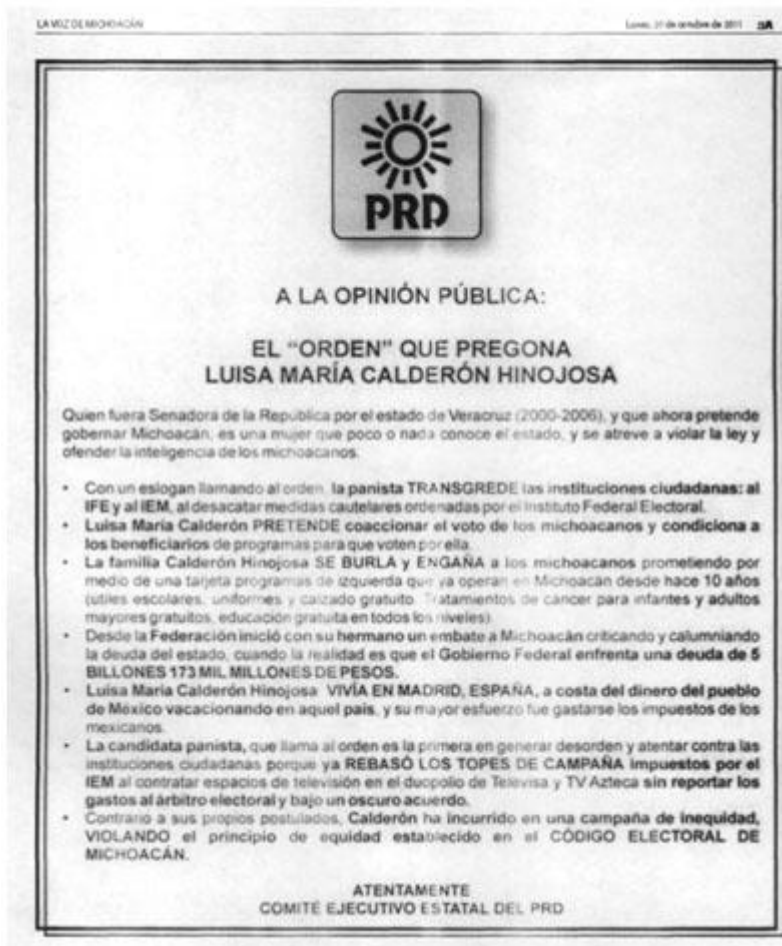 LA VOZ DE MICHOACÁN
Lunes, 31 de octubre de 2011 5A
PRD
A LA OPINIÓN PÚBLICA:
EL “ORDEN” QUE PREGONA
LUISA MARÍA CALDERÓN HINOJOSA
Quien fuera Senadora de la Republica por el estado de Veracruz (2000-2006), y que ahora pretende
gobernar Michoacán, es una mujer que poco o nada conoce el estado, y se atreve a violar la ley y
ofender la inteligencia de los michoacanos.
• Con un eslogan llamando al orden, la panista TRANSGREDE las instituciones ciudadanas: al
IFE y al IEM, al desacatar medidas cautelares ordenadas por el Instituto Federal Electoral.
• Luisa María Calderón PRETENDE coaccionar el voto de los michoacanos y condiciona a
los beneficiarios de programas para que voten por ella.
• La familia Calderón Hinojosa SE BURLA y ENGAÑA a los michoacanos prometiendo por
medio de una tarjeta programas de izquierda que ya operan en Michoacán desde hace 10 años
(utiles escolares, uniformes y calzado gratuito. Tratamientos de cancer para infantes y adultos
mayores gratuitos, educación gratuita en todos los niveles)
• Desde la Federación inició con su hermano un embate a Michoacán criticando y calumniando
la deuda del estado, cuando la realidad es que el Gobierno Federal enfrenta una deuda de 5
BILLONES 173 MIL MILLONES DE PESOS.
• Luisa María Calderón Hinojosa VIVÍA EN MADRID, ESPAÑA, a costa del dinero del pueblo
de México vacacionando en aquel país, y su mayor esfuerzo fue gastarse los impuestos de los
mexicanos.
• La candidata panista, que llama al orden es la primera en generar desorden y atentar contra las
instituciones ciudadanas porque ya REBASÓ LOS TOPES DE CAMPAÑA impuestos por el
IEM al contratar espacios de televisión en el duopolio de Televisa y TV Azteca sin reportar los
gastos al árbitro electoral y bajo un oscuro acuerdo.
• Contrario a sus propios postulados, Calderón ha incurrido en una campaña de inequidad,
VIOLANDO el principio de equidad establecido en el CÓDIGO ELECTORAL DE
MICHOACÁN.
ATENTAMENTE
COMITÉ EJECUTIVO ESTATAL DEL PRD